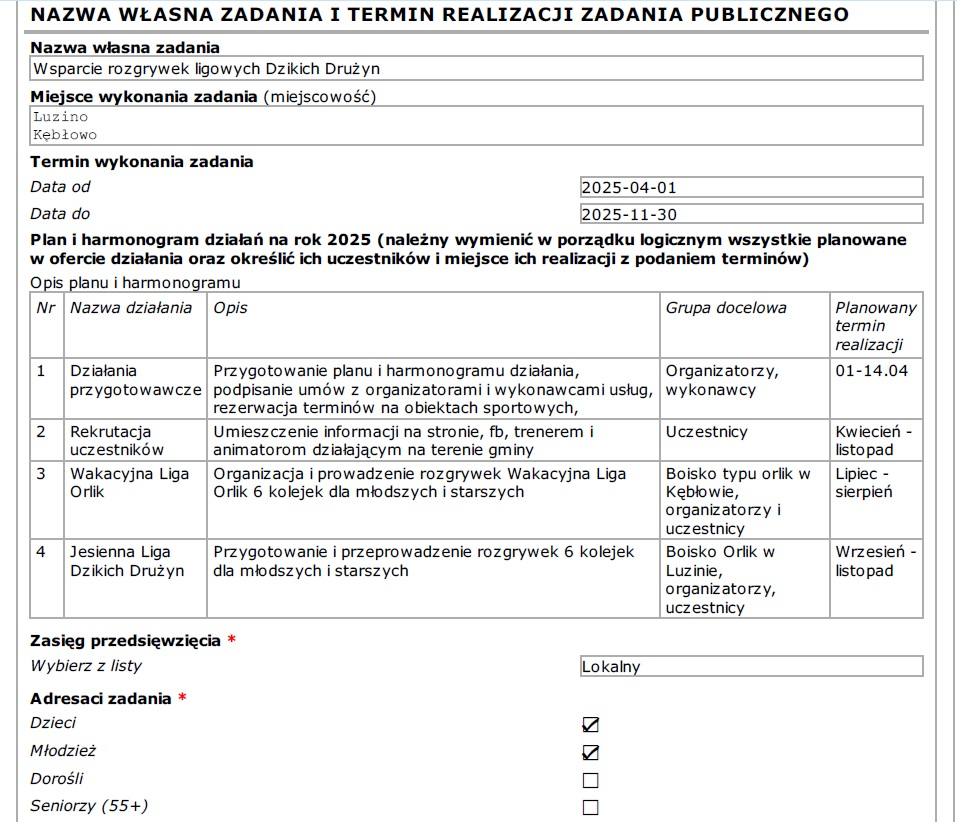 NAZWA WŁASNA ZADANIA I TERMIN REALIZACJI ZADANIA PUBLICZNEGO
Nazwa własna zadania
Wsparcie rozgrywek ligowych Dzikich Drużyn
Miejsce wykonania zadania (miejscowość)
Luzino
Kębłowo
Termin wykonania zadania
Data od
2025-04-01
Data do
2025-11-30
Plan i harmonogram działań na rok 2025 (należny wymienić w porządku logicznym wszystkie planowane
w ofercie działania oraz określić ich uczestników i miejsce ich realizacji z podaniem terminów)
Opis planu i harmonogramu
Nr
Nazwa działania
Opis
Grupa docelowa
Planowany
termin
realizacji
1
Działania
przygotowawcze
Przygotowanie planu i harmonogramu działania,
podpisanie umów z organizatorami i wykonawcami usług,
rezerwacja terminów na obiektach sportowych,
Organizatorzy,
wykonawcy
01-14.04
2
Rekrutacja
uczestników
Umieszczenie informacji na stronie, fb, trenerem i
animatorom działającym na terenie gminy
Uczestnicy
Kwiecień -
listopad
3
Wakacyjna Liga
Orlik
Organizacja i prowadzenie rozgrywek Wakacyjna Liga
Orlik 6 kolejek dla młodszych i starszych
Boisko typu orlik w
Kębłowie,
organizatorzy i
uczestnicy
Lipiec -
sierpień
4
Jesienna Liga
Dzikich Drużyn
Przygotowanie i przeprowadzenie rozgrywek 6 kolejek
dla młodszych i starszych
Boisko Orlik w
Luzinie,
organizatorzy,
uczestnicy
Wrzesień -
listopad
Zasięg przedsięwzięcia *
Wybierz z listy
Lokalny
Adresaci zadania *
Dzieci
Młodzież
Dorośli
Seniorzy (55+)